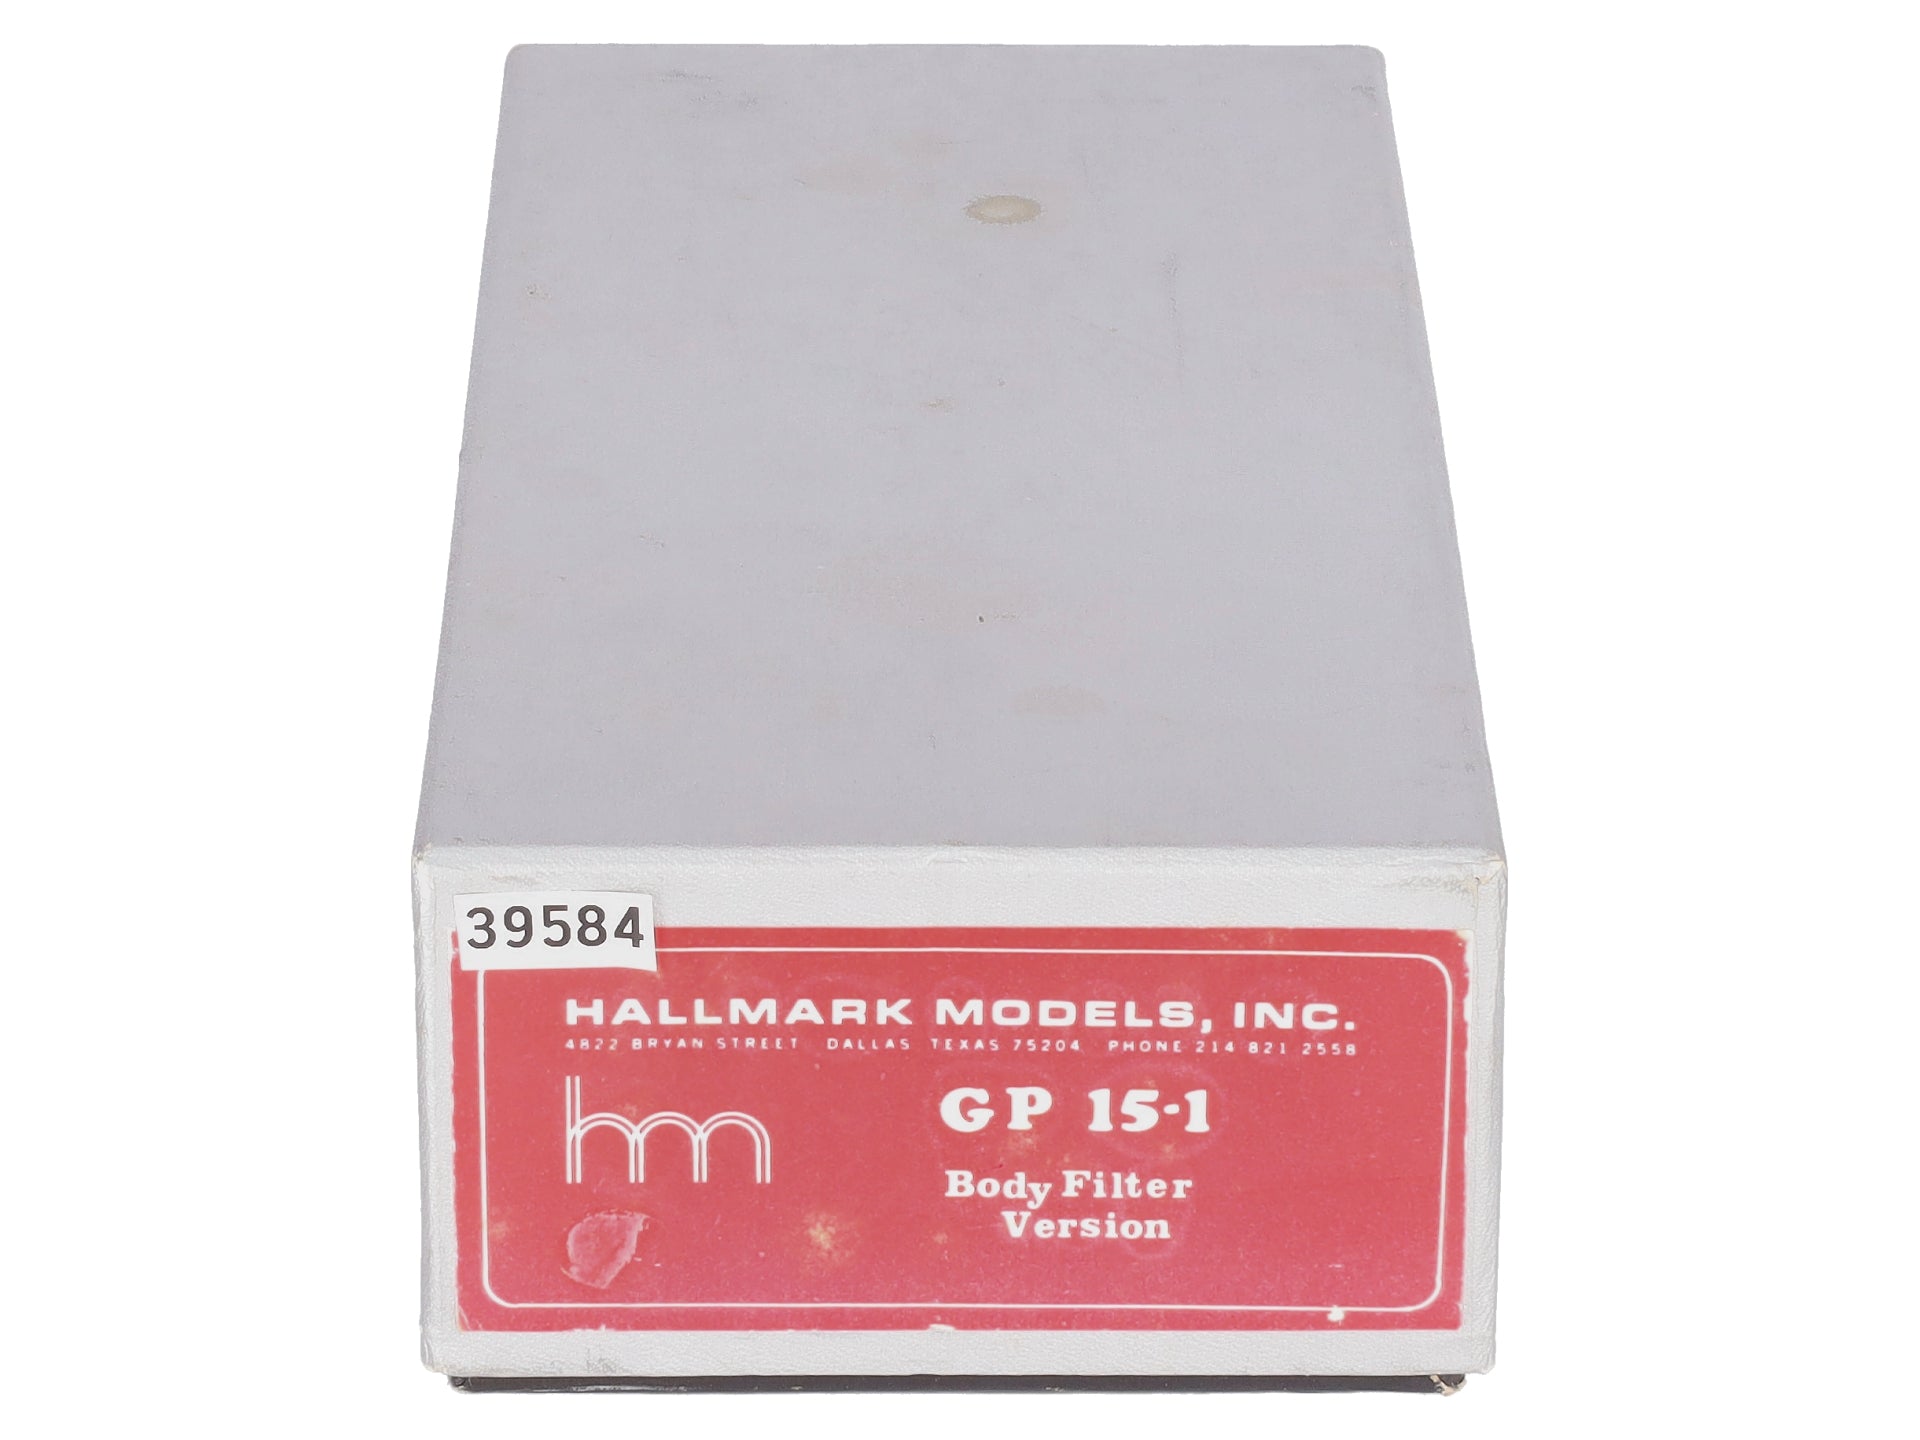 39584
HALLMARK MODELS, INC.
4822 BRYAN STREET DALLAS TEXAS 75204 PHONE 214 821 2558
hm
GP 15-1
Body Filter
Version